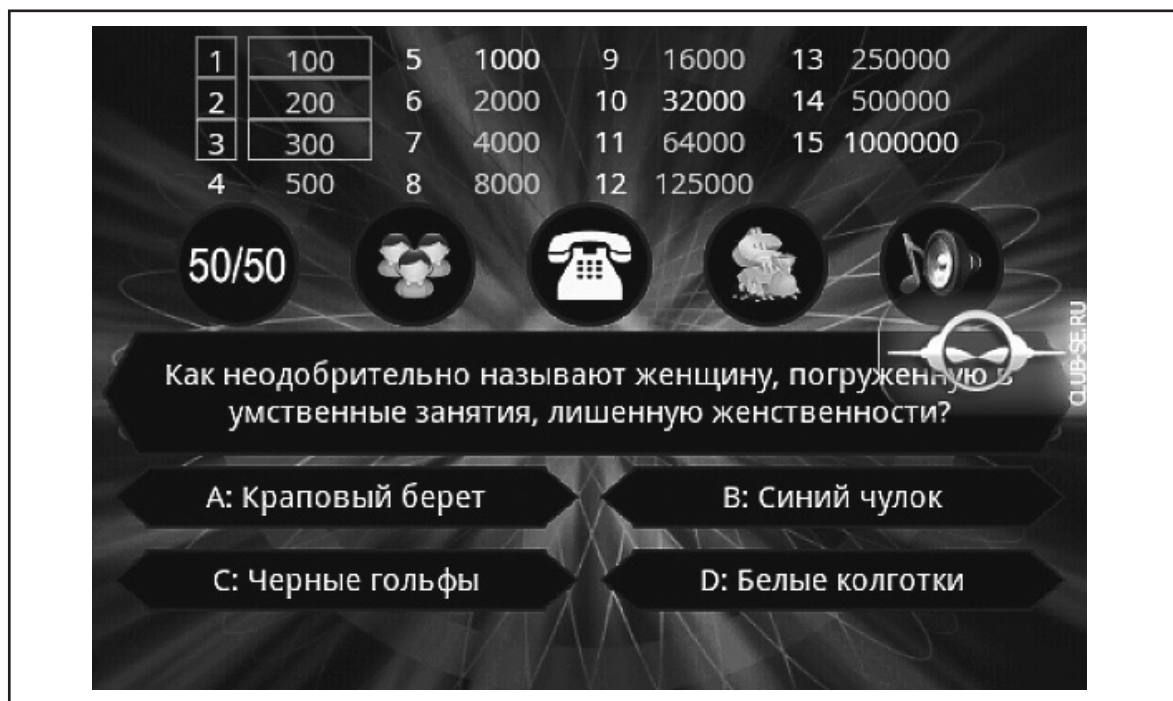 1 100 5 1000 9 16000 13 250000
2 200 6 2000 10 32000 14 500000
3 300 7 4000 11 64000 15 1000000
4 500 8 8000 12 125000
50/50
CLUB-SE.RU
Как неодобрительно называют женщину, погруженную в
умственные занятия, лишенную женственности?
A: Краповый берет B: Синий чулок
C: Черные гольфы D: Белые колготки